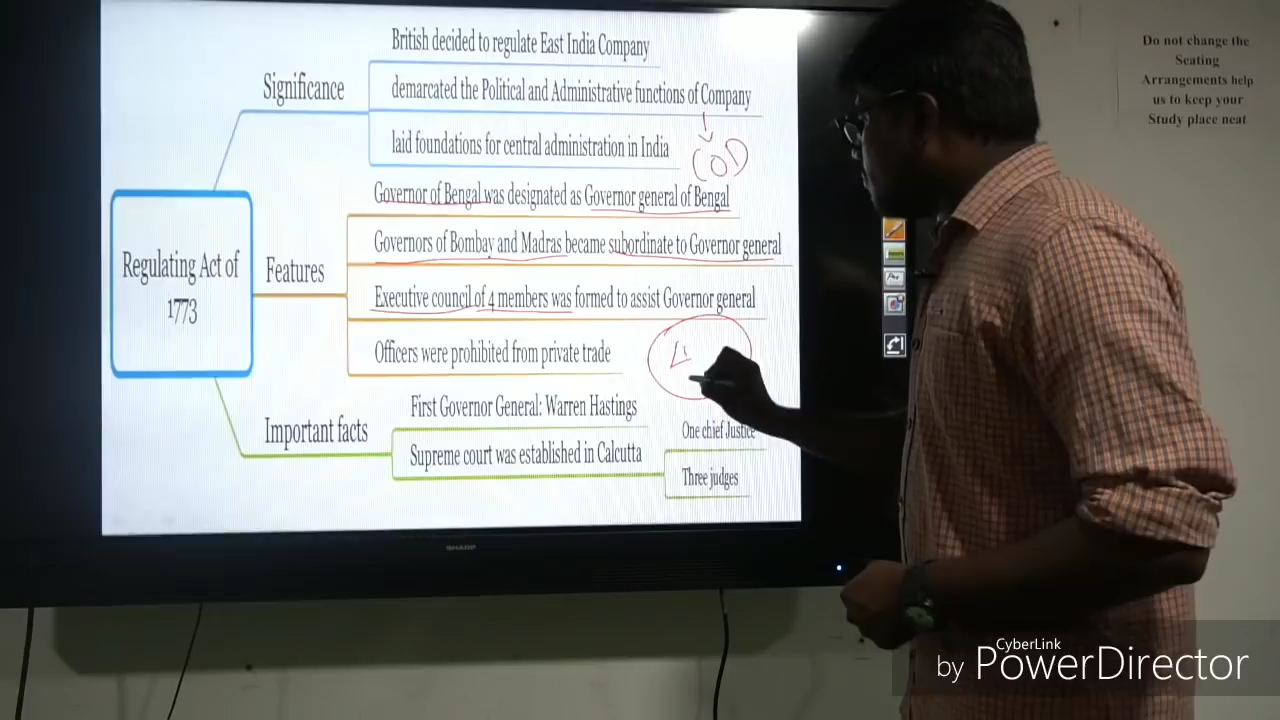 British decided to regulate East India Company
Significance
demarcated the Political and Administrative functions of Company
laid foundations for central administration in India
COD
Governor of Bengal was designated as Governor general of Bengal
Governors of Bombay and Madras became subordinate to Governor general
Regulating Act of
1773
Features
Executive council of 4 members was formed to assist Governor general
Officers were prohibited from private trade
4
First Governor General: Warren Hastings
Important facts
Supreme court was established in Calcutta
One chief Justice
Three judges
SHARP
Do not change the
Seating
Arrangements help
us to keep your
Study place neat
CyberLink
by PowerDirector